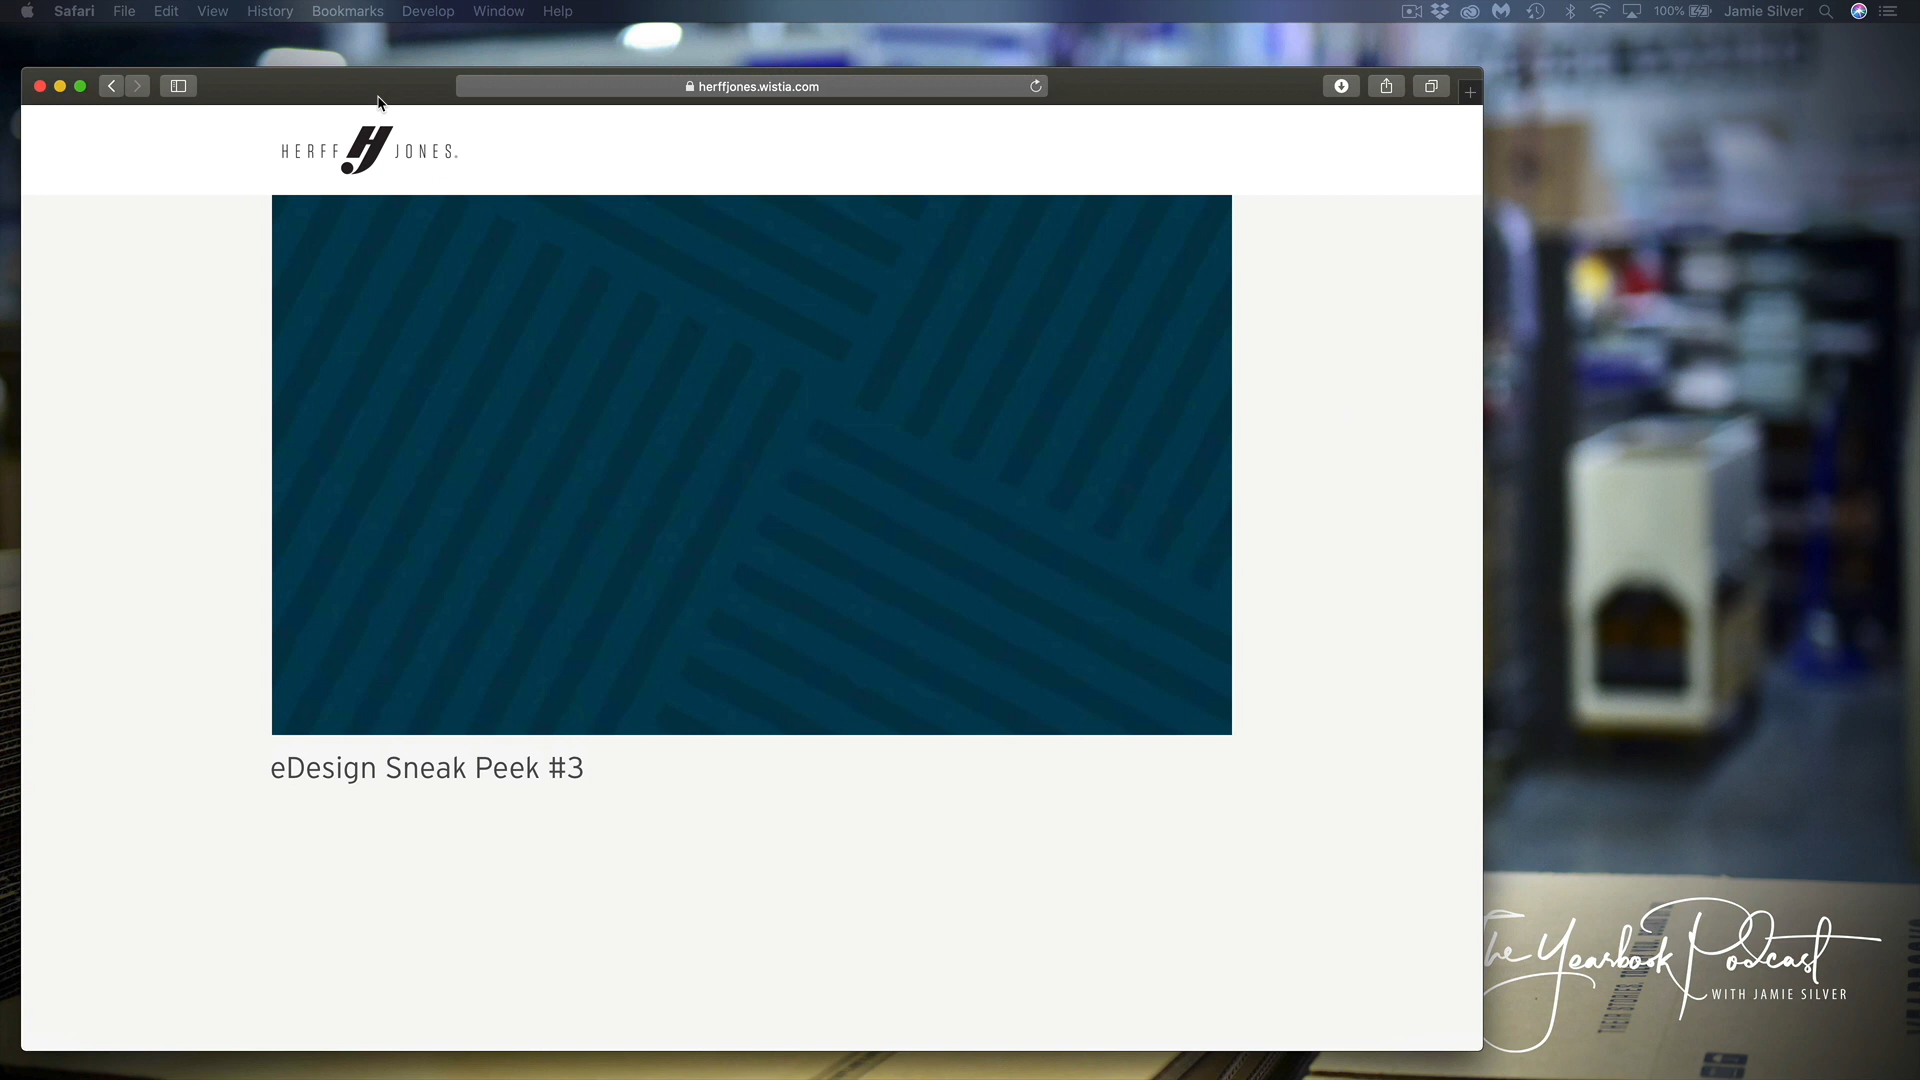 Safari File Edit View History Bookmarks Develop Window Help
100% Jamie Silver
herffjones.wistia.com
HERFF JONES
eDesign Sneak Peek #3
The Yearbook Podcast
WITH JAMIE SILVER